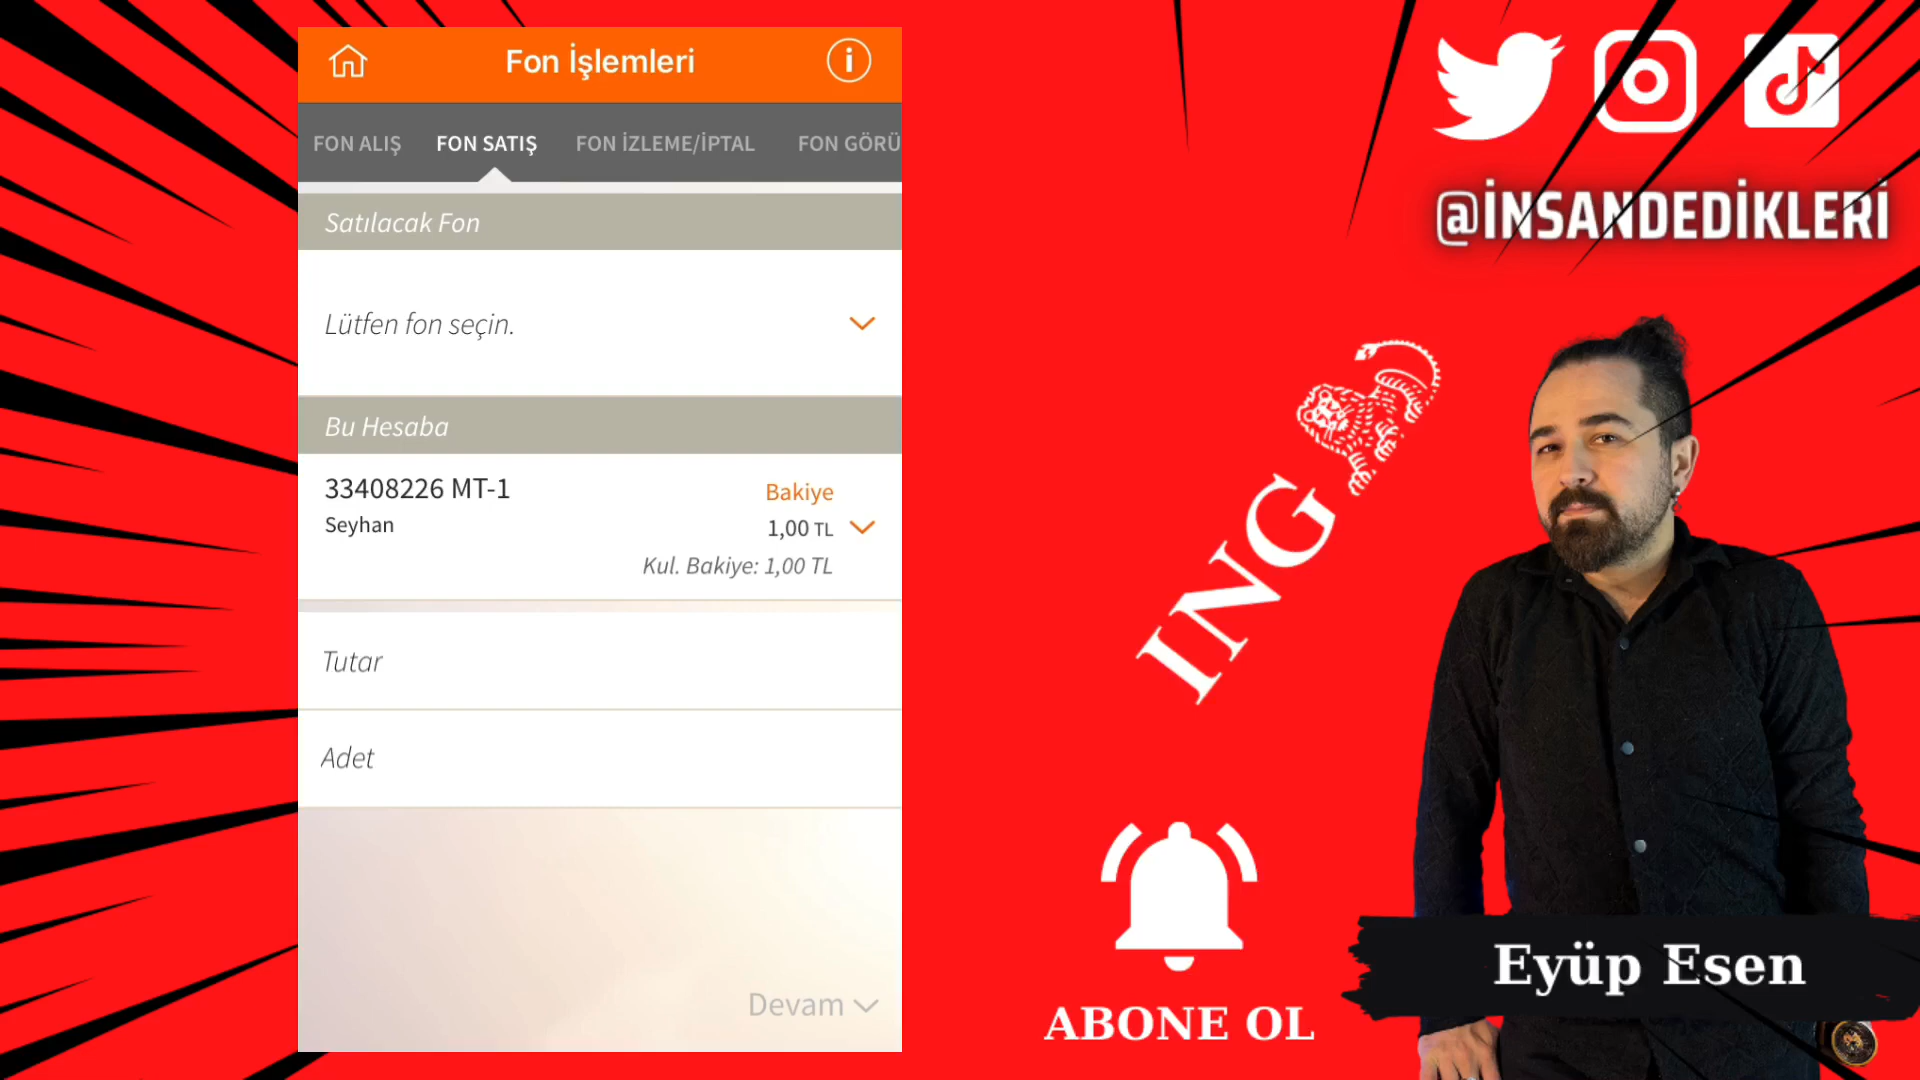 Fon İşlemleri
FON ALIŞ FON SATIŞ FON İZLEME/İPTAL FON GÖRÜ
Satılacak Fon
Lütfen fon seçin.
Bu Hesaba
33408226 MT-1
Seyhan
Bakiye
1,00 TL
Kul. Bakiye: 1,00 TL
Tutar
Adet
Devam
@İNSANDEDİKLERİ
ING
ABONE OL
Eyüp Esen